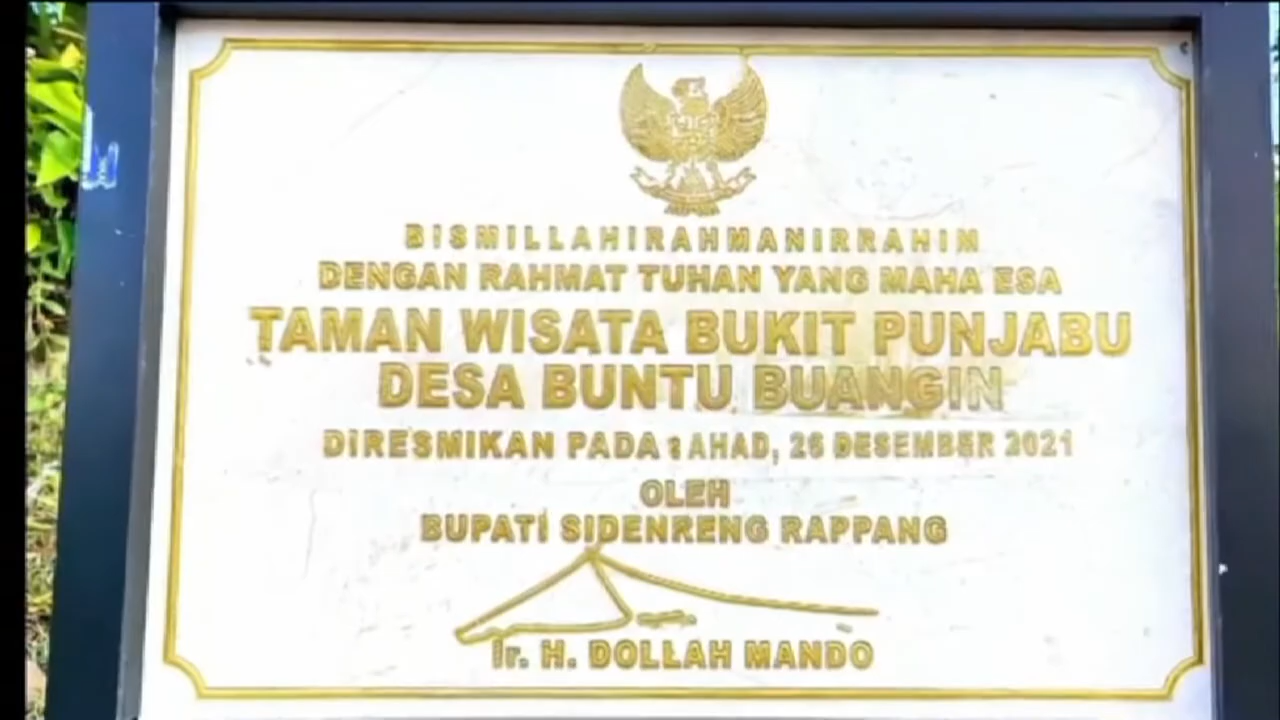 BISMILLAHIRAHMANIRRAHIM
DENGAN RAHMAT TUHAN YANG MAHA ESA
TAMAN WISATA BUKIT PUNJABU
DESA BUNTU BUANGIN
DIRESMIKAN PADA : AHAD, 26 DESEMBER 2021
OLEH
BUPATI SIDENRENG RAPPANG
Ir. H. DOLLAH MANDO